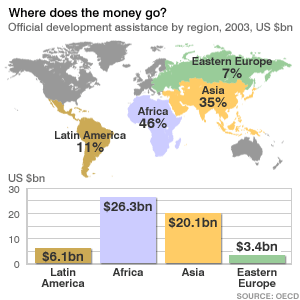 Where does the money go?
Official development assistance by region, 2003, US $bn
Eastern Europe
7%
Asia
35%
Africa
46%
Latin America
11%
US $bn
30
20
10
0
$6.1bn
$26.3bn
$20.1bn
$3.4bn
Latin
America
Africa
Asia
Eastern
Europe
SOURCE: OECD